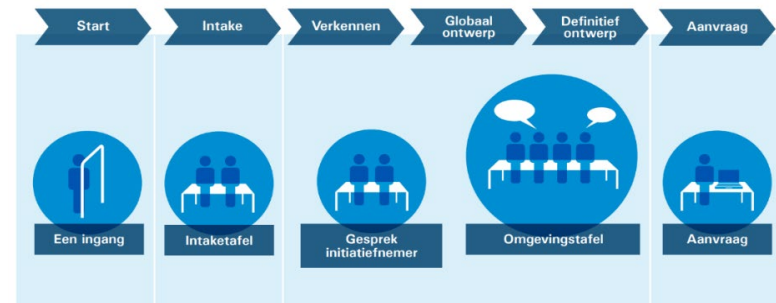 Start
Intake
Verkennen
Globaal
ontwerp
Definitief
ontwerp
Aanvraag
Een ingang
Intaketafel
Gesprek
initiatiefnemer
Omgevingstafel
Aanvraag